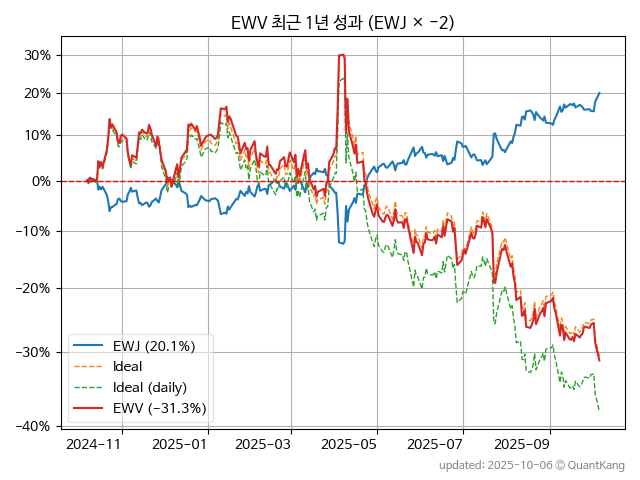 EWV 최근 1년 성과 (EWJ × -2)
30%
20%
10%
0%
-10%
-20%
-30%
-40%
EWJ (20.1%)
Ideal
Ideal (daily)
EWV (-31.3%)
2024-11 2025-01 2025-03 2025-05 2025-07 2025-09
updated: 2025-10-06 © QuantKang